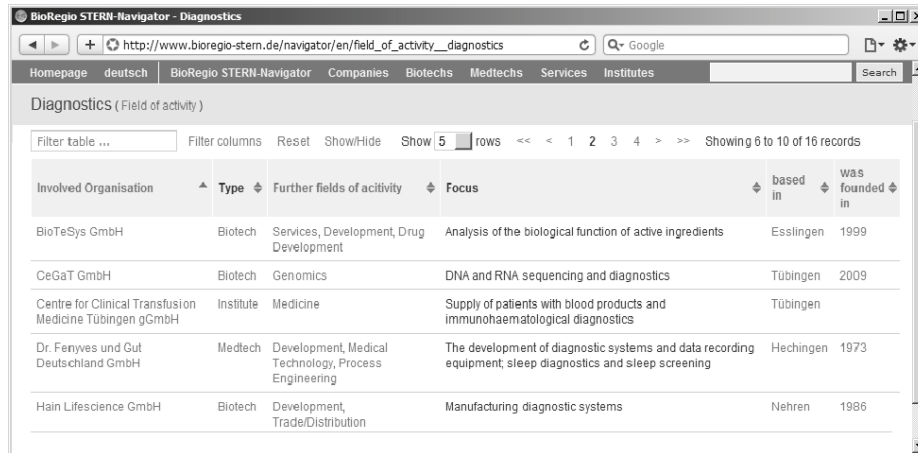 BioRegio STERN-Navigator - Diagnostics
http://www.bioregio-stern.de/navigator/en/field_of_activity__diagnostics
Google
Homepage deutsch BioRegio STERN-Navigator Companies Biotechs Medtechs Services Institutes Search
Diagnostics ( Field of activity )
Filter table ... Filter columns Reset Show/Hide Show 5 rows << < 1 2 3 4 > >> Showing 6 to 10 of 16 records
Involved Organisation Type Further fields of acitivity Focus based in was founded in
BioTeSys GmbH Biotech Services, Development, Drug Analysis of the biological function of active ingredients Esslingen 1999
Development
CeGaT GmbH Biotech Genomics DNA and RNA sequencing and diagnostics Tübingen 2009
Centre for Clinical Transfusion Institute Medicine Supply of patients with blood products and Tübingen
Medicine Tübingen gGmbH immunohaematological diagnostics
Dr. Fenyves und Gut Medtech Development, Medical The development of diagnostic systems and data recording Hechingen 1973
Deutschland GmbH Technology, Process equipment; sleep diagnostics and sleep screening
Engineering
Hain Lifescience GmbH Biotech Development, Manufacturing diagnostic systems Nehren 1986
Trade/Distribution